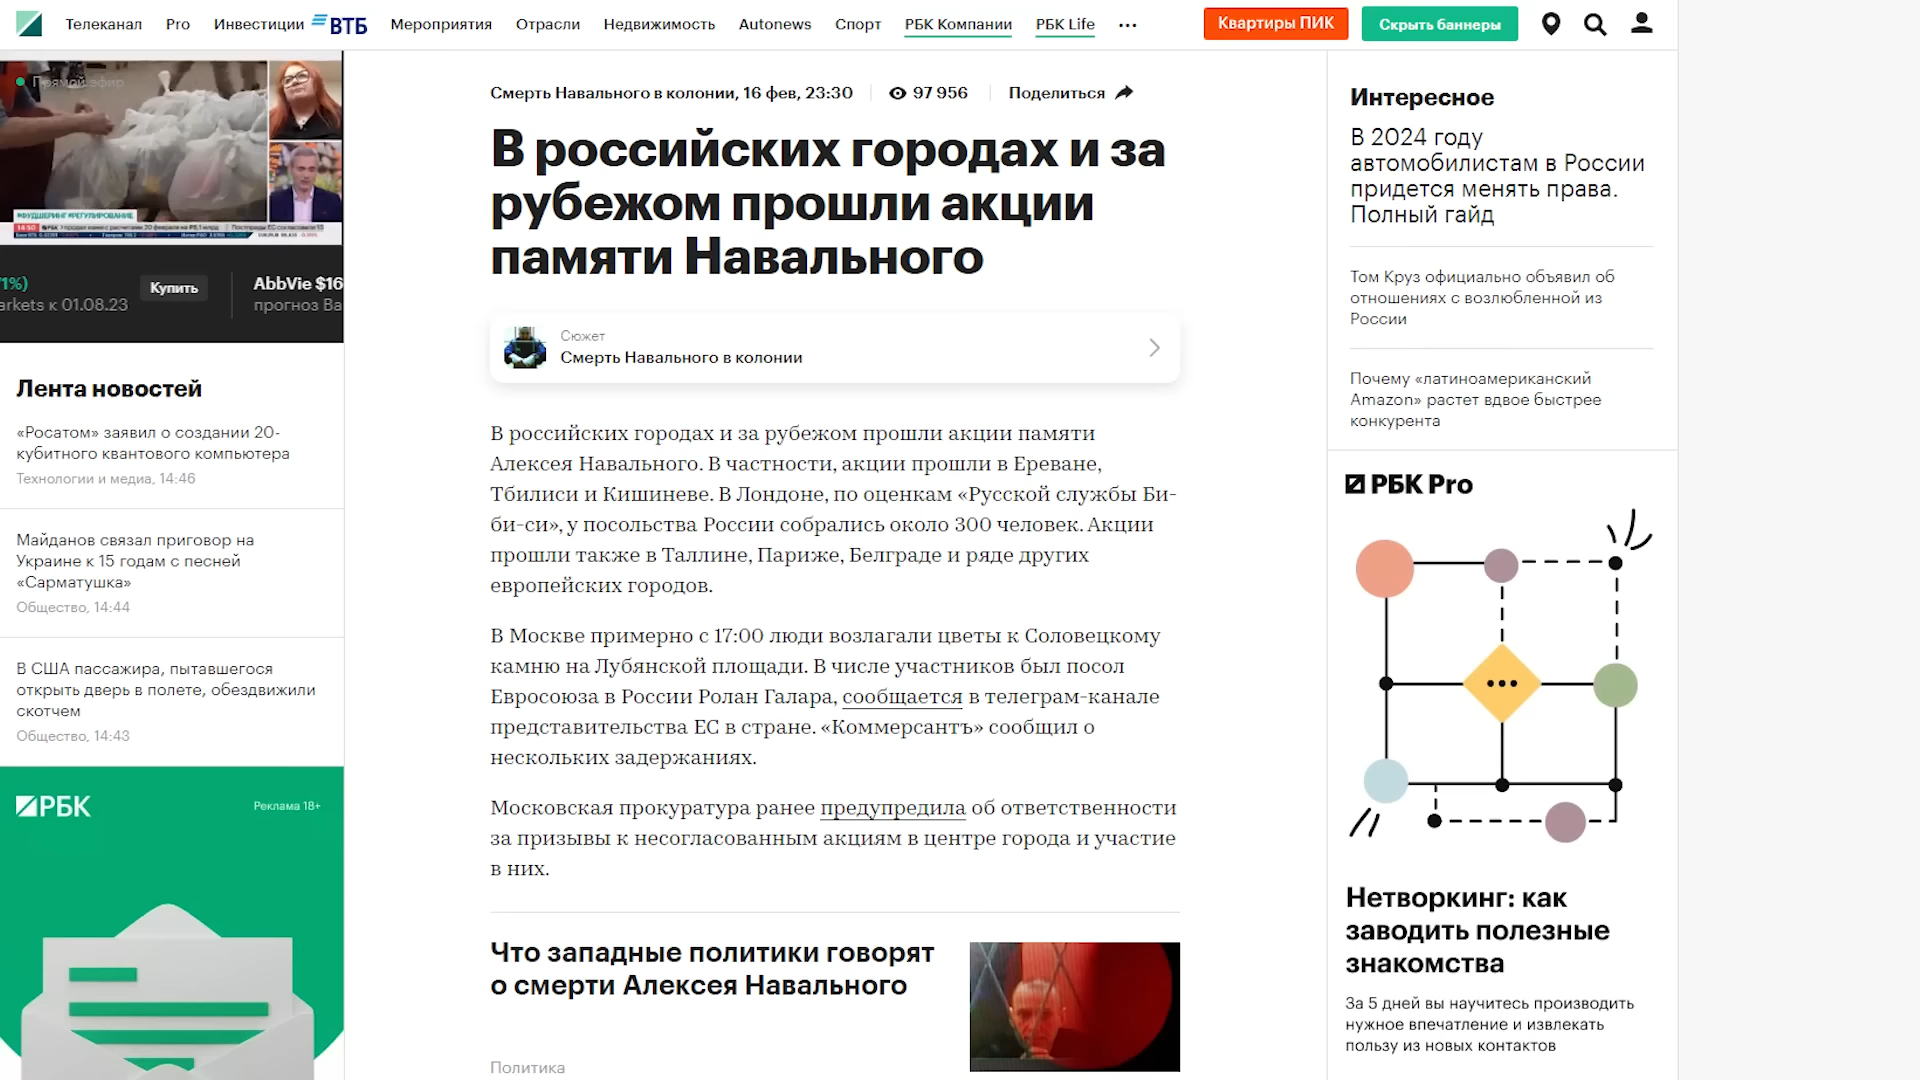 Телеканал Pro Инвестиции ВТБ Мероприятия Отрасли Недвижимость Autonews Спорт РБК Компании РБК Life ... Квартиры ПИК Скрыть баннеры
Прямой эфир
#ФУДШЕРИНГ #РЕГУЛИРОВАНИЕ
14:50
71%)
arkets к 01.08.23
Купить
AbbVie $16
прогноз Ba
Лента новостей
«Росатом» заявил о создании 20-
кубитного квантового компьютера
Технологии и медиа, 14:46
Майданов связал приговор на
Украине к 15 годам с песней
«Сарматушка»
Общество, 14:44
В США пассажира, пытавшегося
открыть дверь в полете, обездвижили
скотчем
Общество, 14:43
РБК
Реклама 18+
Смерть Навального в колонии, 16 фев, 23:30 97 956 Поделиться
В российских городах и за
рубежом прошли акции
памяти Навального
Сюжет
Смерть Навального в колонии
В российских городах и за рубежом прошли акции памяти
Алексея Навального. В частности, акции прошли в Ереване,
Тбилиси и Кишиневе. В Лондоне, по оценкам «Русской службы Би-
би-си», у посольства России собрались около 300 человек. Акции
прошли также в Таллине, Париже, Белграде и ряде других
европейских городов.
В Москве примерно с 17:00 люди возлагали цветы к Соловецкому
камню на Лубянской площади. В числе участников был посол
Евросоюза в России Ролан Галара, сообщается в телеграм-канале
представительства ЕС в стране. «Коммерсантъ» сообщил о
нескольких задержаниях.
Московская прокуратура ранее предупредила об ответственности
за призывы к несогласованным акциям в центре города и участие
в них.
Что западные политики говорят
о смерти Алексея Навального
Политика
Интересное
В 2024 году
автомобилистам в России
придется менять права.
Полный гайд
Том Круз официально объявил об
отношениях с возлюбленной из
России
Почему «латиноамериканский
Amazon» растет вдвое быстрее
конкурента
РБК Pro
Нетворкинг: как
заводить полезные
знакомства
За 5 дней вы научитесь производить
нужное впечатление и извлекать
пользу из новых контактов